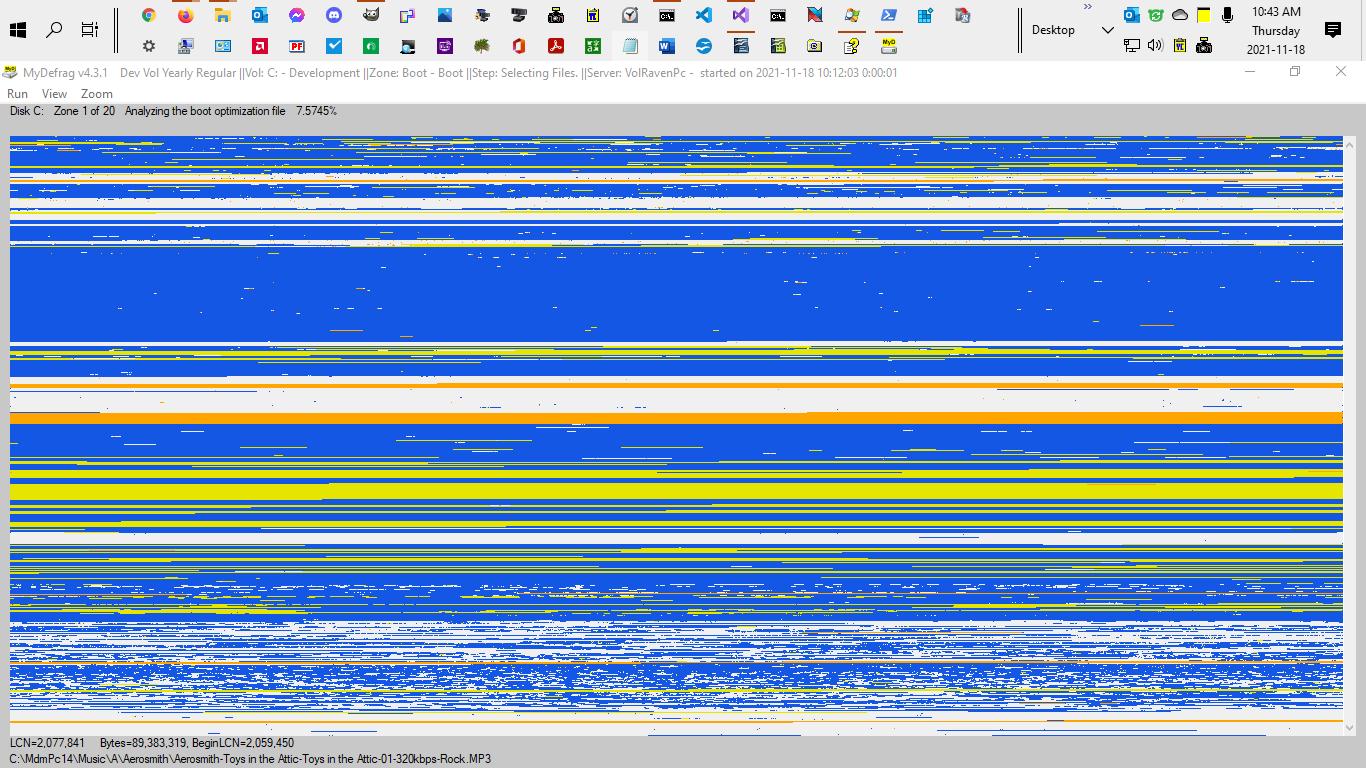 10:43 AM
Thursday
2021-11-18
Desktop
MyDefrag v4.3.1 Dev Vol Yearly Regular ||Vol: C: - Development ||Zone: Boot - Boot ||Step: Selecting Files. ||Server: VolRavenPc - started on 2021-11-18 10:12:03 0:00:01
Run View Zoom
Disk C: Zone 1 of 20 Analyzing the boot optimization file 7.5745%
LCN=2,077,841 Bytes=89,383,319, BeginLCN=2,059,450
C:\MdmPc14\Music\A\Aerosmith\Aerosmith-Toys in the Attic-Toys in the Attic-01-320kbps-Rock.MP3